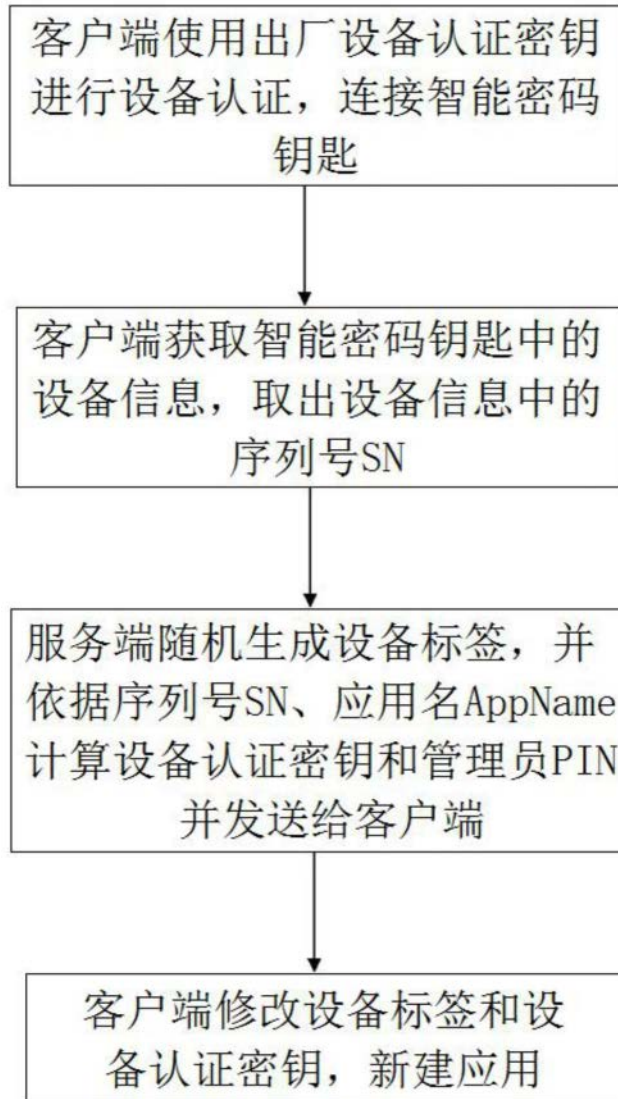 客户端使用出厂设备认证密钥
进行设备认证，连接智能密码
钥匙
客户端获取智能密码钥匙中的
设备信息，取出设备信息中的
序列号SN
服务端随机生成设备标签，并
依据序列号SN、应用名AppName
计算设备认证密钥和管理员PIN
并发送给客户端
客户端修改设备标签和设
备认证密钥，新建应用